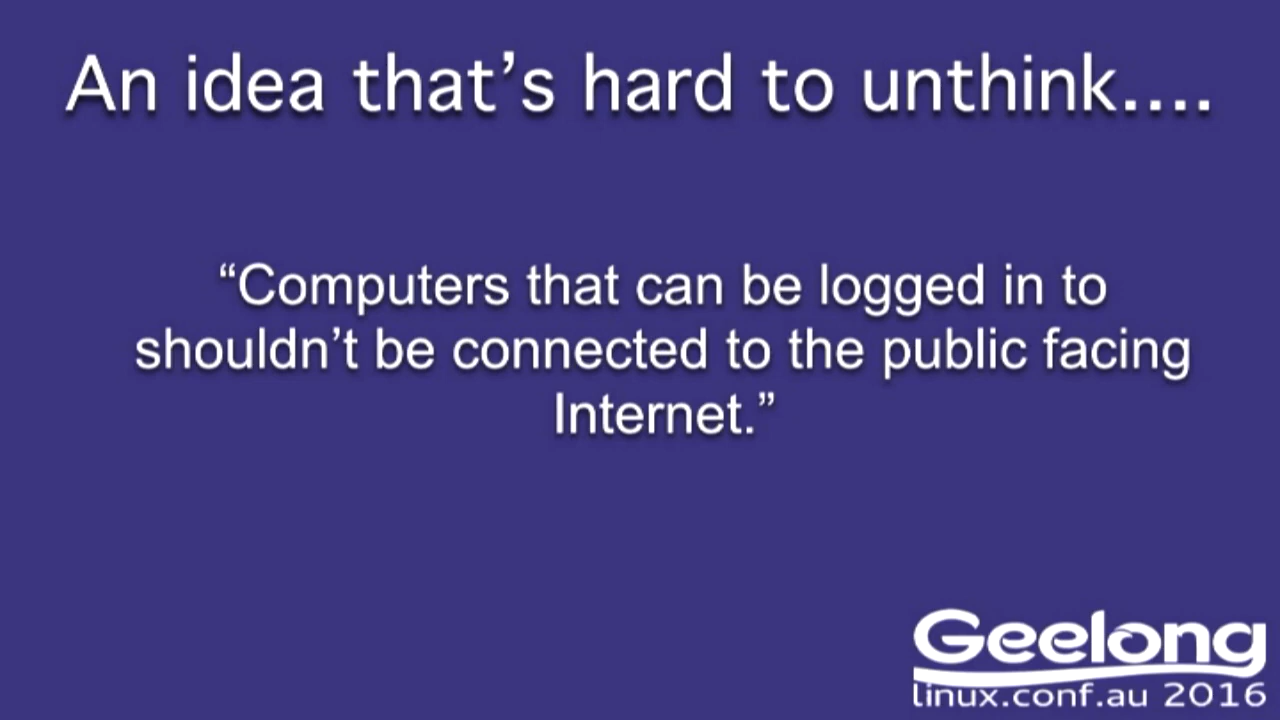 An idea that’s hard to unthink....
“Computers that can be logged in to
shouldn’t be connected to the public facing
Internet.”
Geelong
linux.conf.au 2016